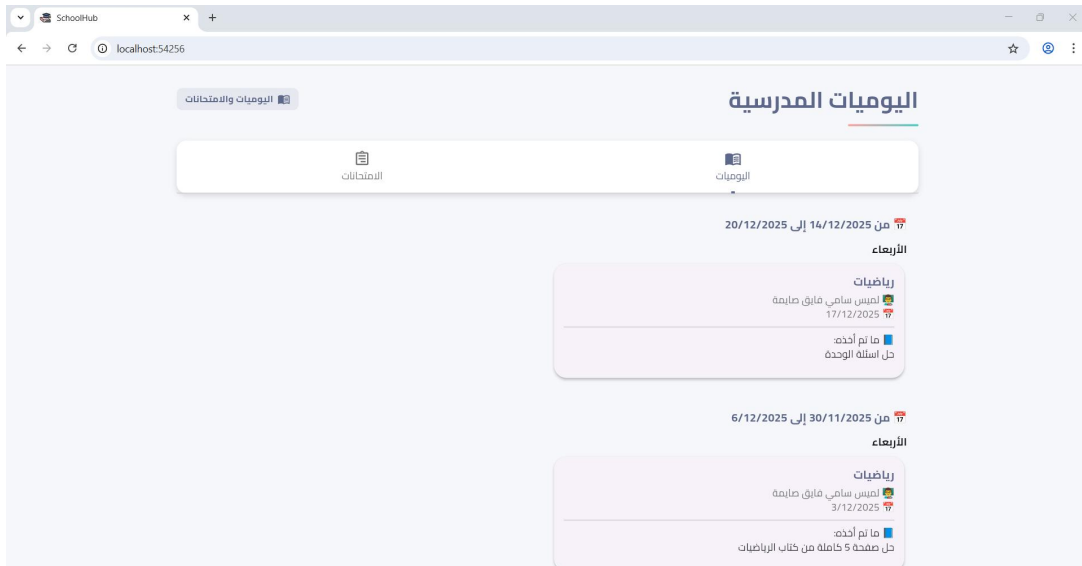 SchoolHub
localhost:54256
اليوميات المدرسية
اليوميات والامتحانات
اليوميات
الامتحانات
من 14/12/2025 إلى 20/12/2025
الأربعاء
رياضيات
لميس سامي فايق صايمة
17/12/2025
ما تم أخذه:
حل اسئلة الوحدة
من 30/11/2025 إلى 6/12/2025
الأربعاء
رياضيات
لميس سامي فايق صايمة
3/12/2025
ما تم أخذه:
حل صفحة 5 كاملة من كتاب الرياضيات